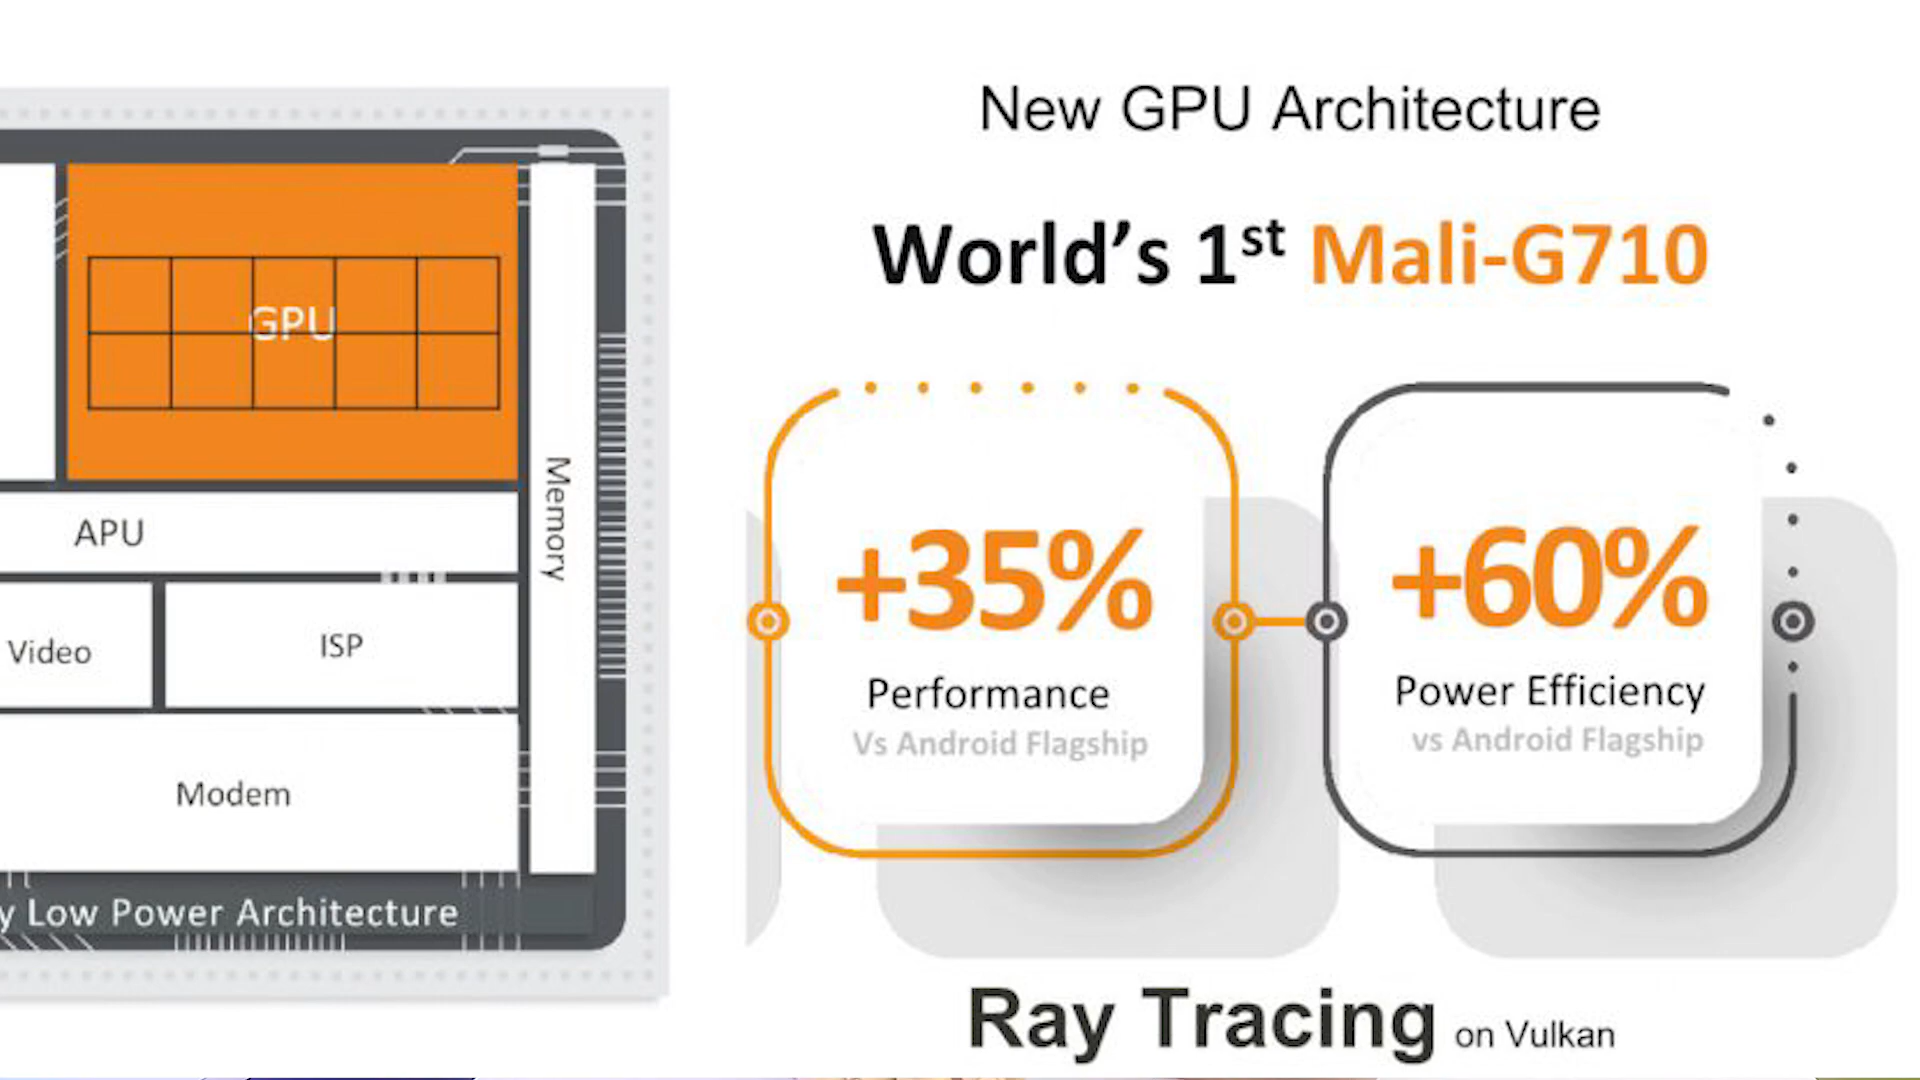 GPU
APU
Memory
Video
ISP
Modem
y Low Power Architecture
New GPU Architecture
World's 1st Mali-G710
+35%
Performance
Vs Android Flagship
+60%
Power Efficiency
vs Android Flagship
Ray Tracing on Vulkan